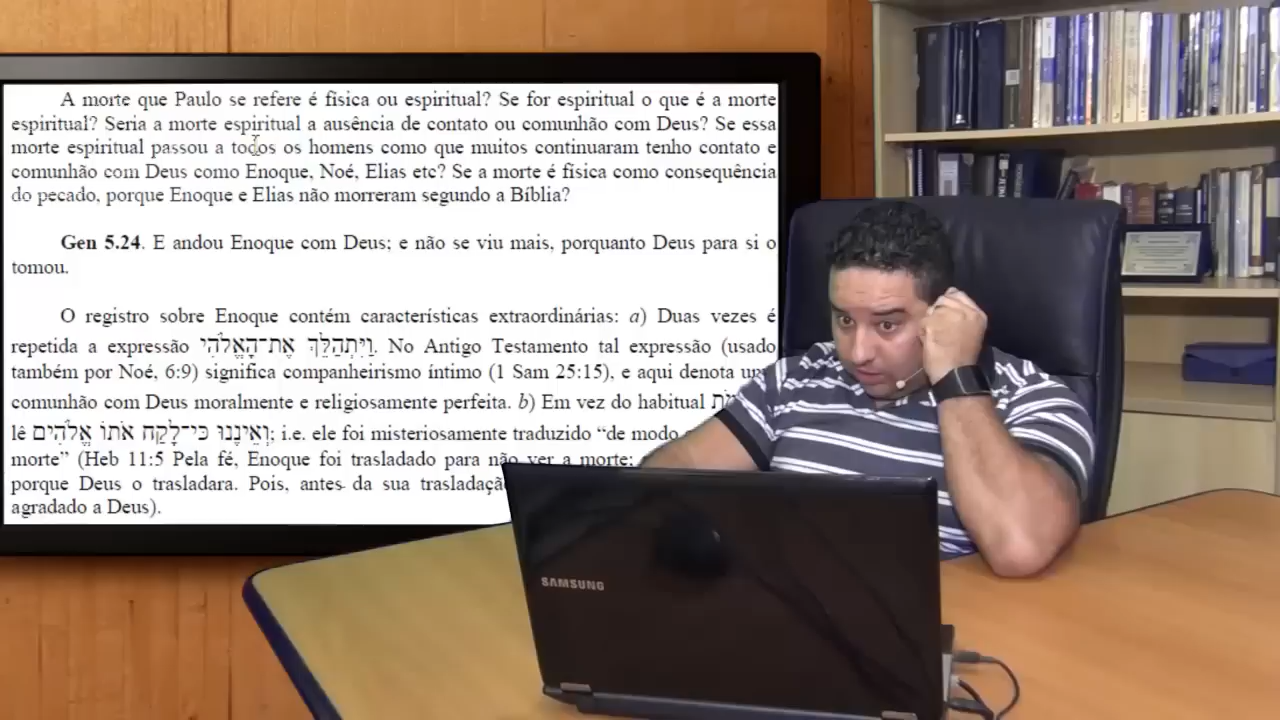 A morte que Paulo se refere é física ou espiritual? Se for espiritual o que é a morte
espiritual? Seria a morte espiritual a ausência de contato ou comunhão com Deus? Se essa
morte espiritual passou a todos os homens como que muitos continuaram tenho contato e
comunhão com Deus como Enoque, Noé, Elias etc? Se a morte é física como consequência
do pecado, porque Enoque e Elias não morreram segundo a Bíblia?
Gen 5.24. E andou Enoque com Deus; e não se viu mais, porquanto Deus para si o
tomou.
O registro sobre Enoque contém características extraordinárias: a) Duas vezes é
repetida a expressão וַיִּתְהַלֵּךְ אֶת־הָאֱלֹהִי. No Antigo Testamento tal expressão (usado
também por Noé, 6:9) significa companheirismo íntimo (1 Sam 25:15), e aqui denota
comunhão com Deus moralmente e religiosamente perfeita. b) Em vez do habitual
lê וְאֵינֶנּוּ כִּי־לָקַח אֹתוֹ אֱלֹהִים; i.e. ele foi misteriosamente traduzido “de modo
morte” (Heb 11:5 Pela fé, Enoque foi trasladado para não ver a morte;
porque Deus o trasladara. Pois, antes da sua trasladação
agradado a Deus).
SAMSUNG